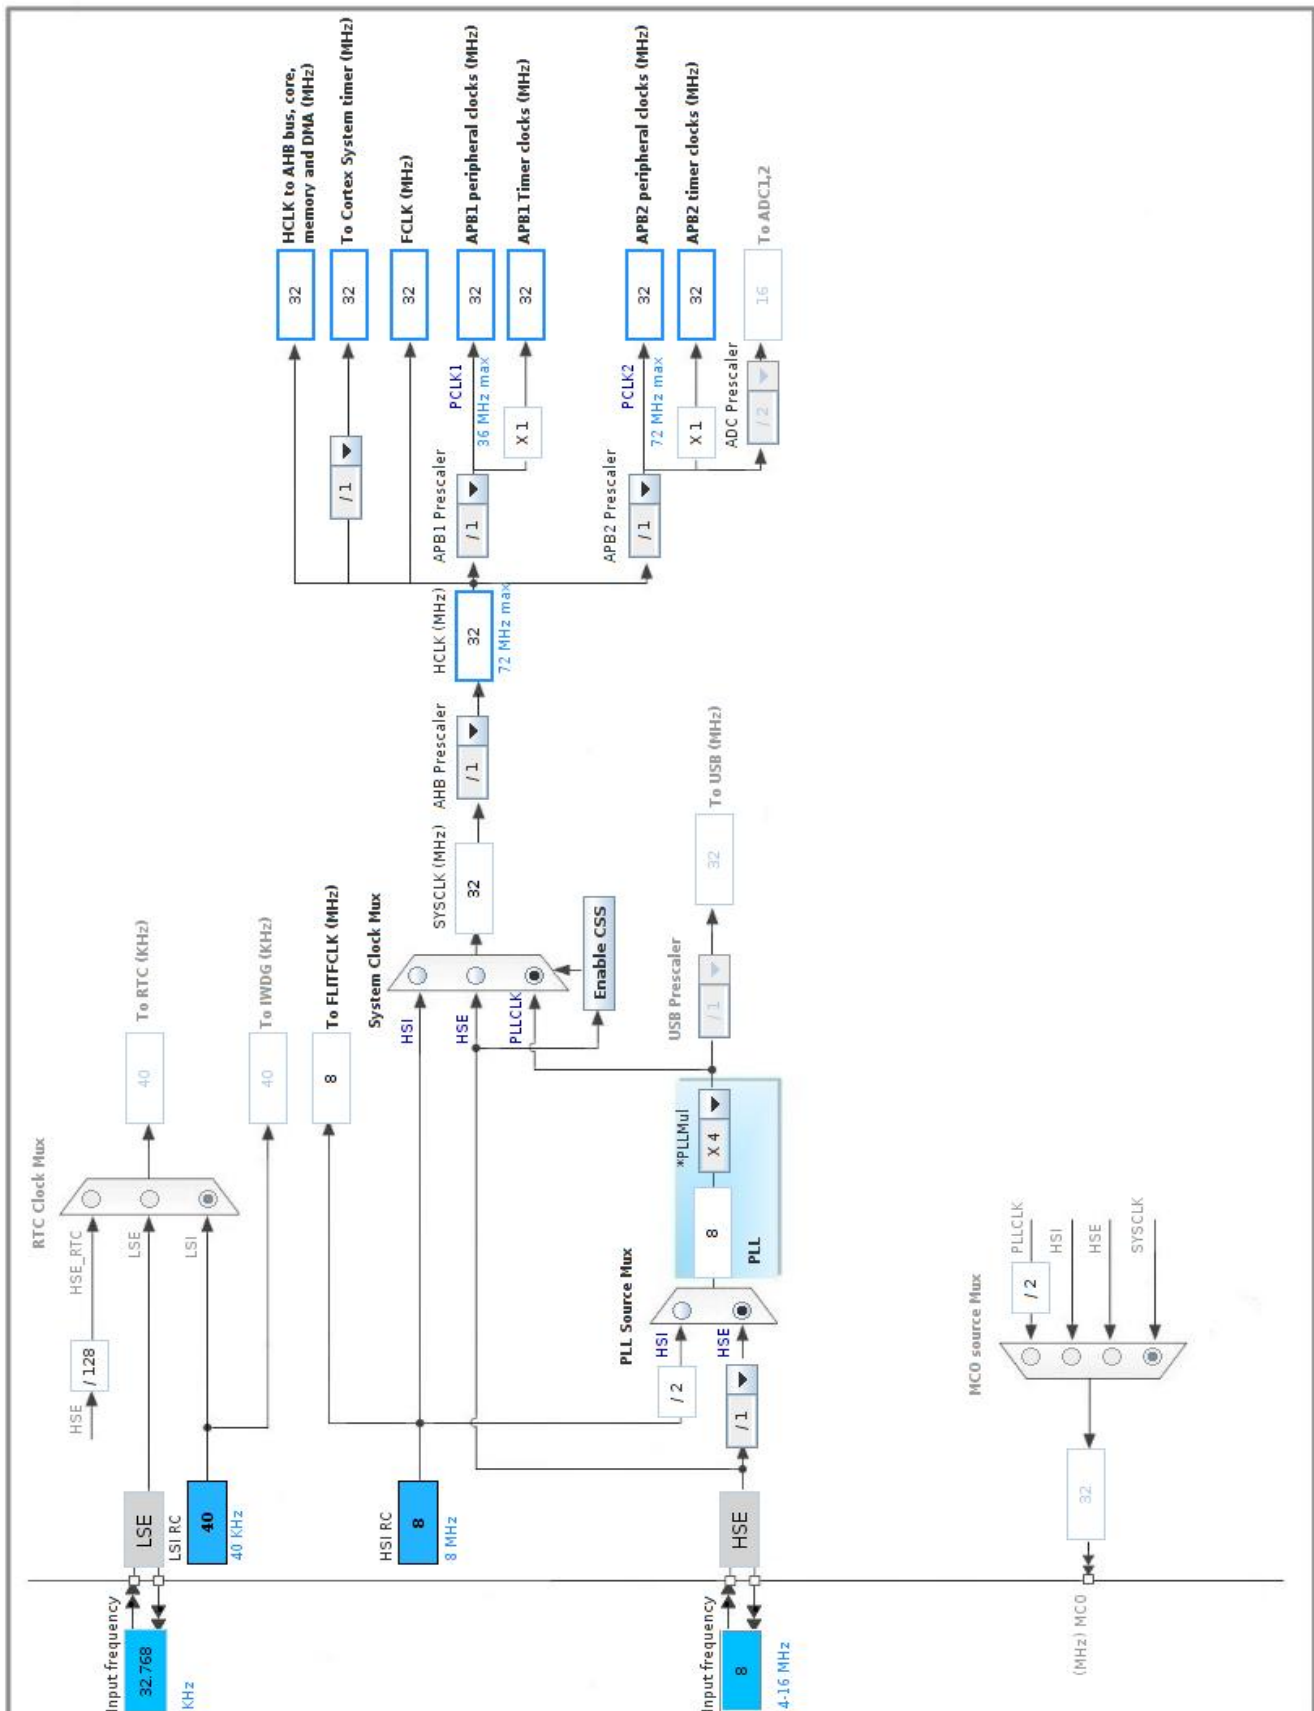 Input frequency
32.768
KHz
LSE
LSI RC
40
40 KHz
HSE
/ 128
HSE_RTC
LSE
LSI
RTC Clock Mux
40
To RTC (KHz)
40
To IWDG (KHz)
8
To FLITFCLK (MHz)
HSI RC
8
8 MHz
System Clock Mux
HSI
HSE
PLLCLK
Enable CSS
SYSCLK (MHz)
32
AHB Prescaler
/ 1
HCLK (MHz)
32
72 MHz max
32
HCLK to AHB bus, core,
memory and DMA (MHz)
/ 1
32
To Cortex System timer (MHz)
32
FCLK (MHz)
APB1 Prescaler
/ 1
PCLK1
36 MHz max
32
APB1 peripheral clocks (MHz)
X 1
32
APB1 Timer clocks (MHz)
APB2 Prescaler
/ 1
PCLK2
72 MHz max
32
APB2 peripheral clocks (MHz)
X 1
32
APB2 timer clocks (MHz)
ADC Prescaler
/ 2
16
To ADC1,2
Input frequency
8
4-16 MHz
HSE
/ 2
/ 1
PLL Source Mux
HSI
HSE
8
PLL
*PLLMul
X 4
USB Prescaler
/ 1
32
To USB (MHz)
(MHz) MCO
32
MCO source Mux
/ 2
PLLCLK
HSI
HSE
SYSCLK